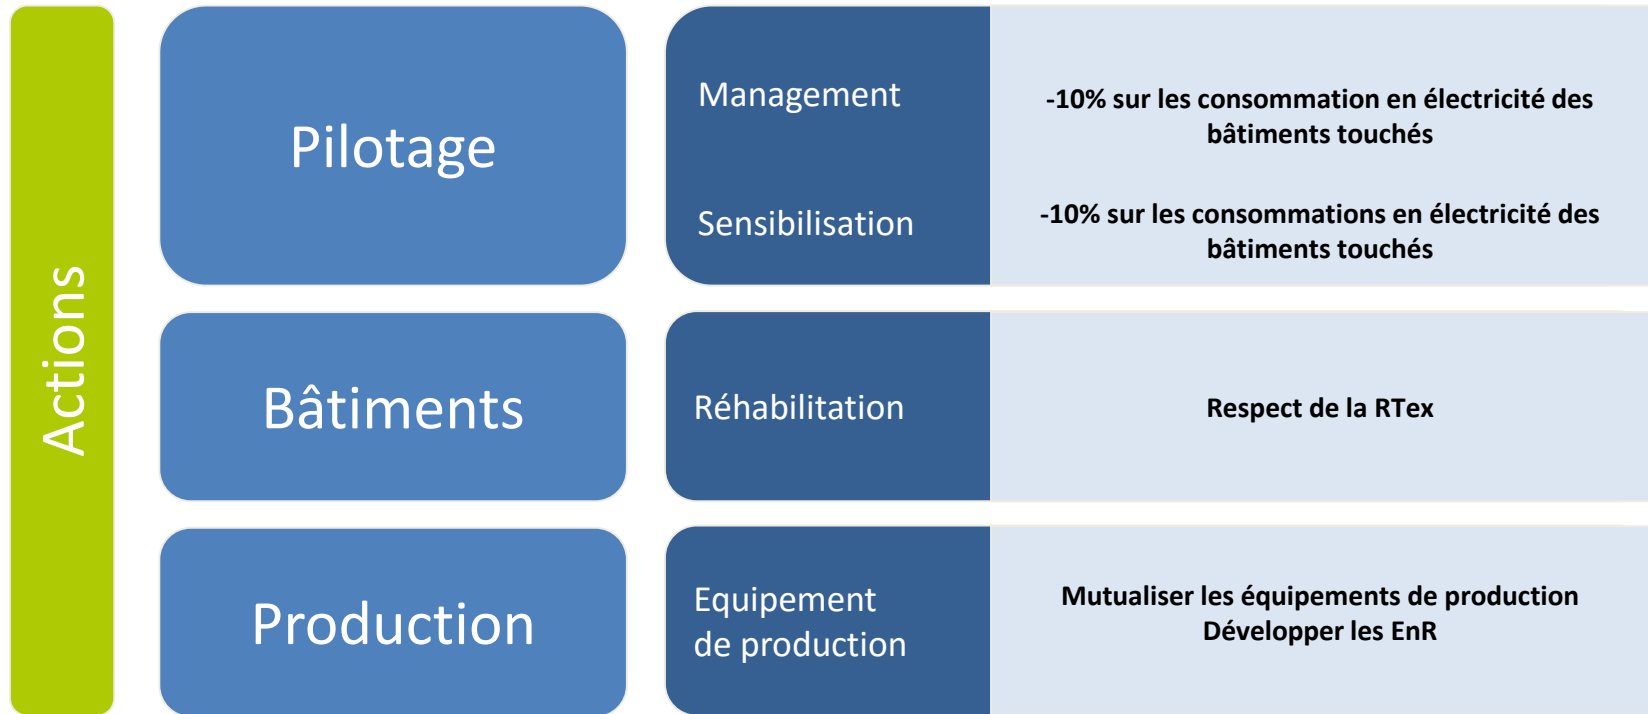 Actions
Pilotage
Management
-10% sur les consommation en électricité des
bâtiments touchés
Sensibilisation
-10% sur les consommations en électricité des
bâtiments touchés
Bâtiments
Réhabilitation
Respect de la RTex
Production
Equipement
de production
Mutualiser les équipements de production
Développer les EnR